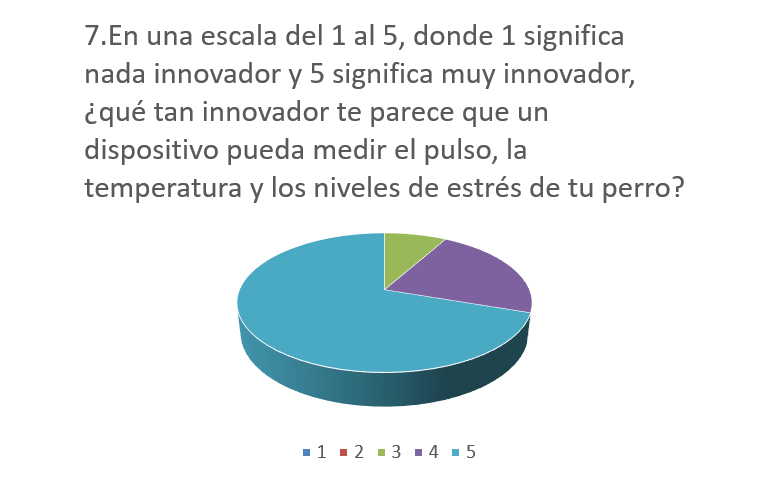 7.En una escala del 1 al 5, donde 1 significa
nada innovador y 5 significa muy innovador,
¿qué tan innovador te parece que un
dispositivo pueda medir el pulso, la
temperatura y los niveles de estrés de tu perro?
1 2 3 4 5